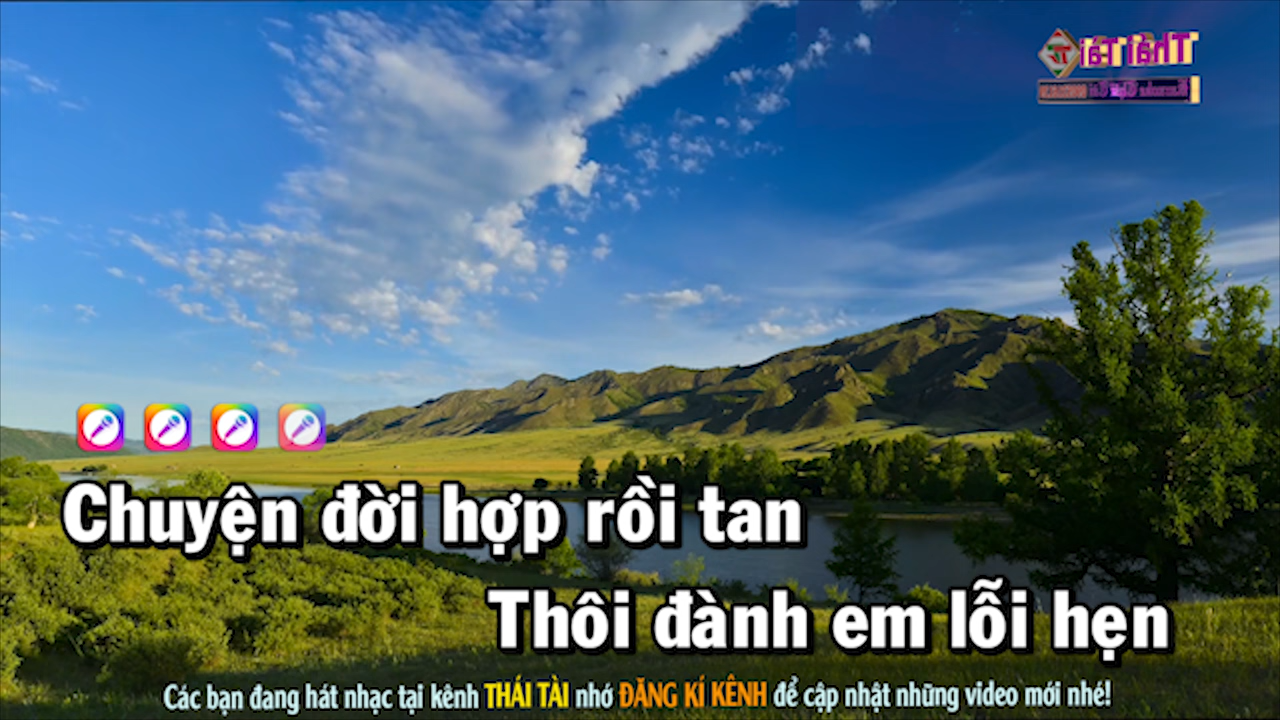 Chuyện đời hợp rồi tan
Thôi đành em lỗi hẹn
Các bạn đang hát nhạc tại kênh THÁI TÀI nhớ ĐĂNG KÍ KÊNH để cập nhật những video mới nhé!